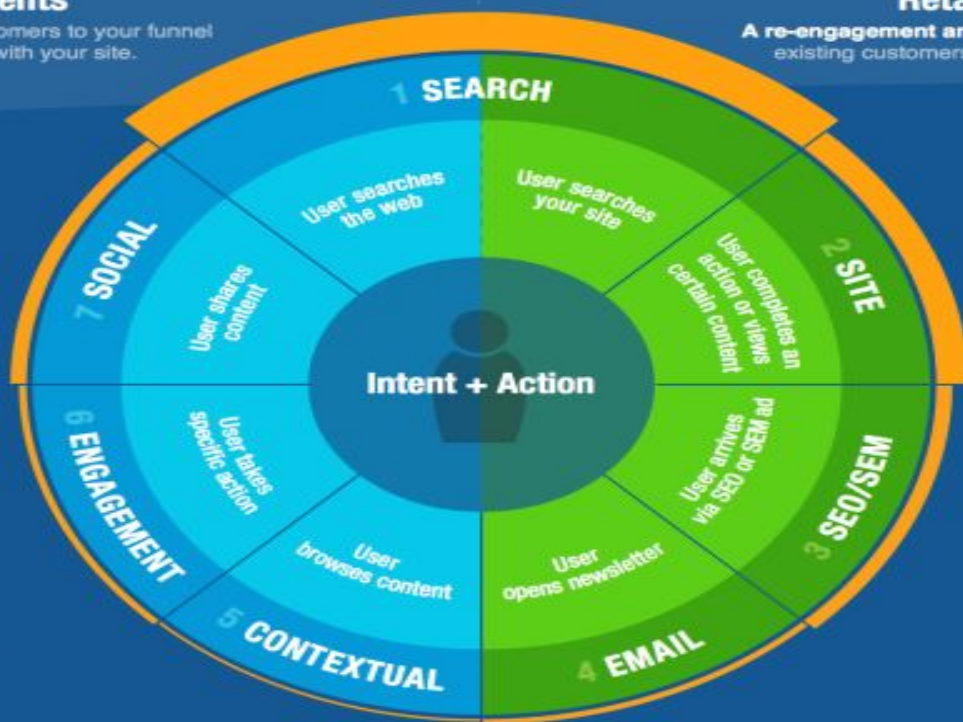 with your site.
A re-engagement
existing customers
1 SEARCH
User searches
the web
User searches
your site
2 SITE
User completes an
action or views
certain content
3 SEO/SEM
User arrives
via SEO or SEM ad
4 EMAIL
User
opens newsletter
5 CONTEXTUAL
User
browses content
6 ENGAGEMENT
User takes
specific action
7 SOCIAL
User shares
content
Intent + Action
to your funnel